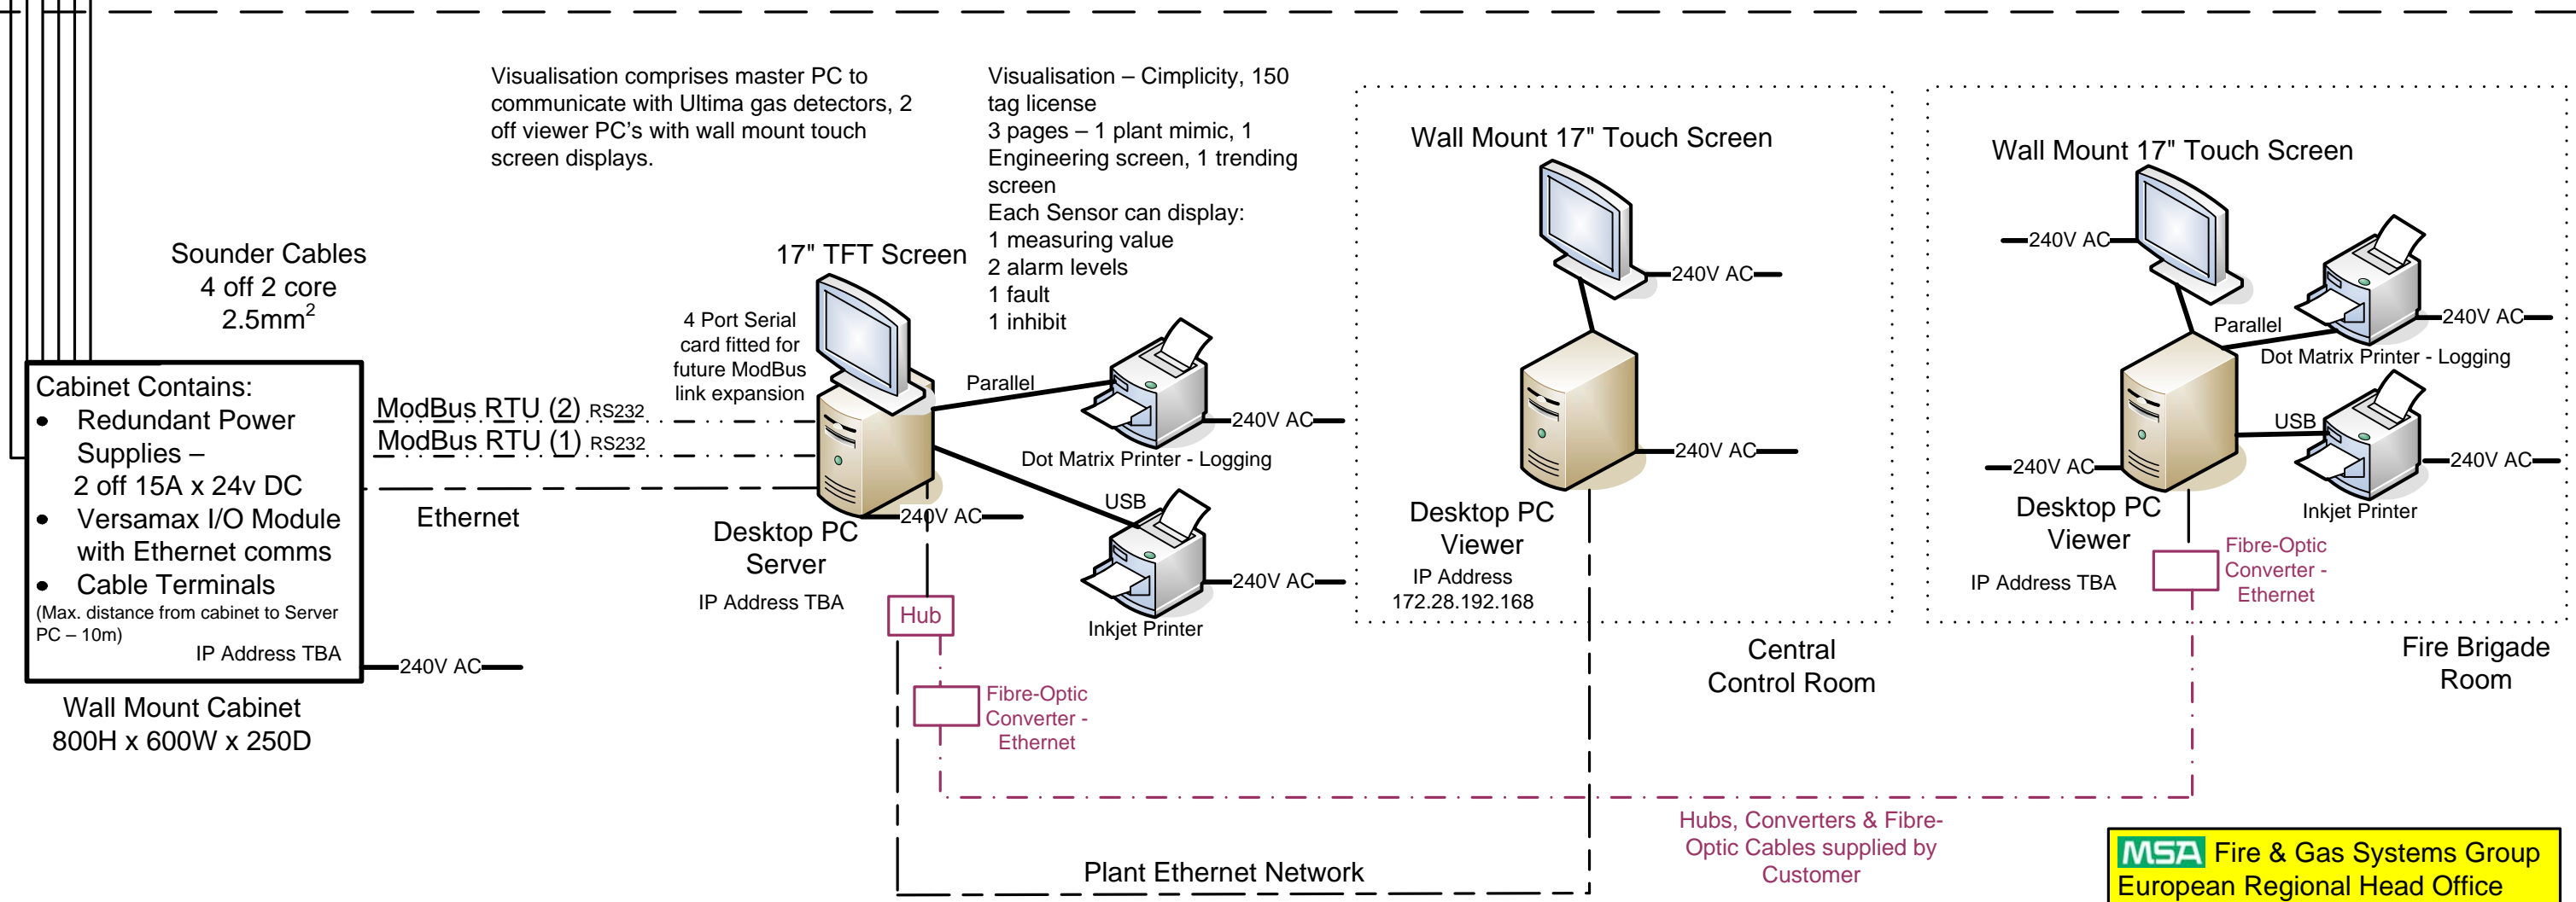 Visualisation comprises master PC to
communicate with Ultima gas detectors, 2
off viewer PC's with wall mount touch
screen displays.
Visualisation – Cimplicity, 150
tag license
3 pages – 1 plant mimic, 1
Engineering screen, 1 trending
screen
Each Sensor can display:
1 measuring value
2 alarm levels
1 fault
1 inhibit
Sounder Cables
4 off 2 core
2.5mm²
Cabinet Contains:
• Redundant Power
Supplies –
2 off 15A x 24v DC
• Versamax I/O Module
with Ethernet comms
• Cable Terminals
(Max. distance from cabinet to Server
PC – 10m)
IP Address TBA
240V AC
Wall Mount Cabinet
800H x 600W x 250D
ModBus RTU (2) RS232
ModBus RTU (1) RS232
Ethernet
17" TFT Screen
4 Port Serial
card fitted for
future ModBus
link expansion
Parallel
240V AC
Dot Matrix Printer - Logging
USB
240V AC
Inkjet Printer
240V AC
Desktop PC
Server
IP Address TBA
Hub
Fibre-Optic
Converter -
Ethernet
Plant Ethernet Network
Wall Mount 17" Touch Screen
240V AC
240V AC
Desktop PC
Viewer
IP Address
172.28.192.168
Central
Control Room
Wall Mount 17" Touch Screen
240V AC
Parallel
240V AC
Dot Matrix Printer - Logging
USB
240V AC
240V AC
Inkjet Printer
Desktop PC
Viewer
IP Address TBA
Fibre-Optic
Converter -
Ethernet
Fire Brigade
Room
Hubs, Converters & Fibre-
Optic Cables supplied by
Customer
MSA Fire & Gas Systems Group
European Regional Head Office